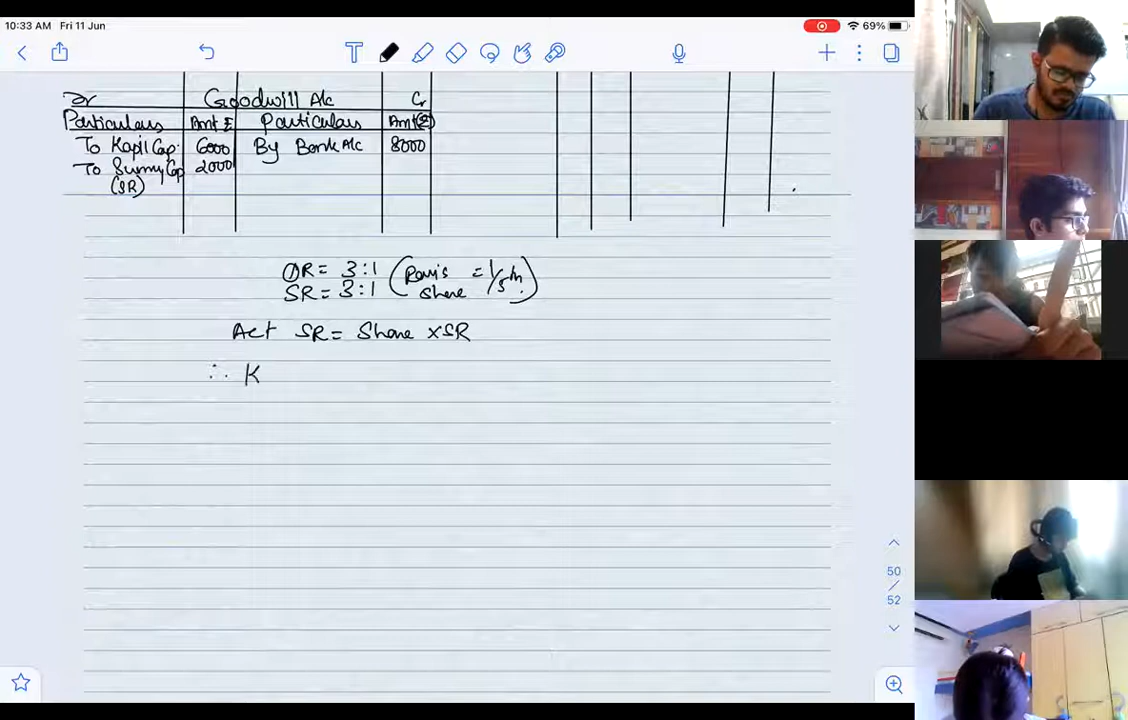 10:33 AM Fri 11 Jun
69%
T
Dr Goodwill A/c Cr
Particulars Amt ₹ Particulars Amt(₹)
To Kapil Cap. 6000 By Bank A/c 8000
To Sunny Cap 2000
(SR)
OR = 3:1 (Ravi's = 1/5th)
SR = 3:1 Share
Act SR = Share x SR
∴ K
50
/
52